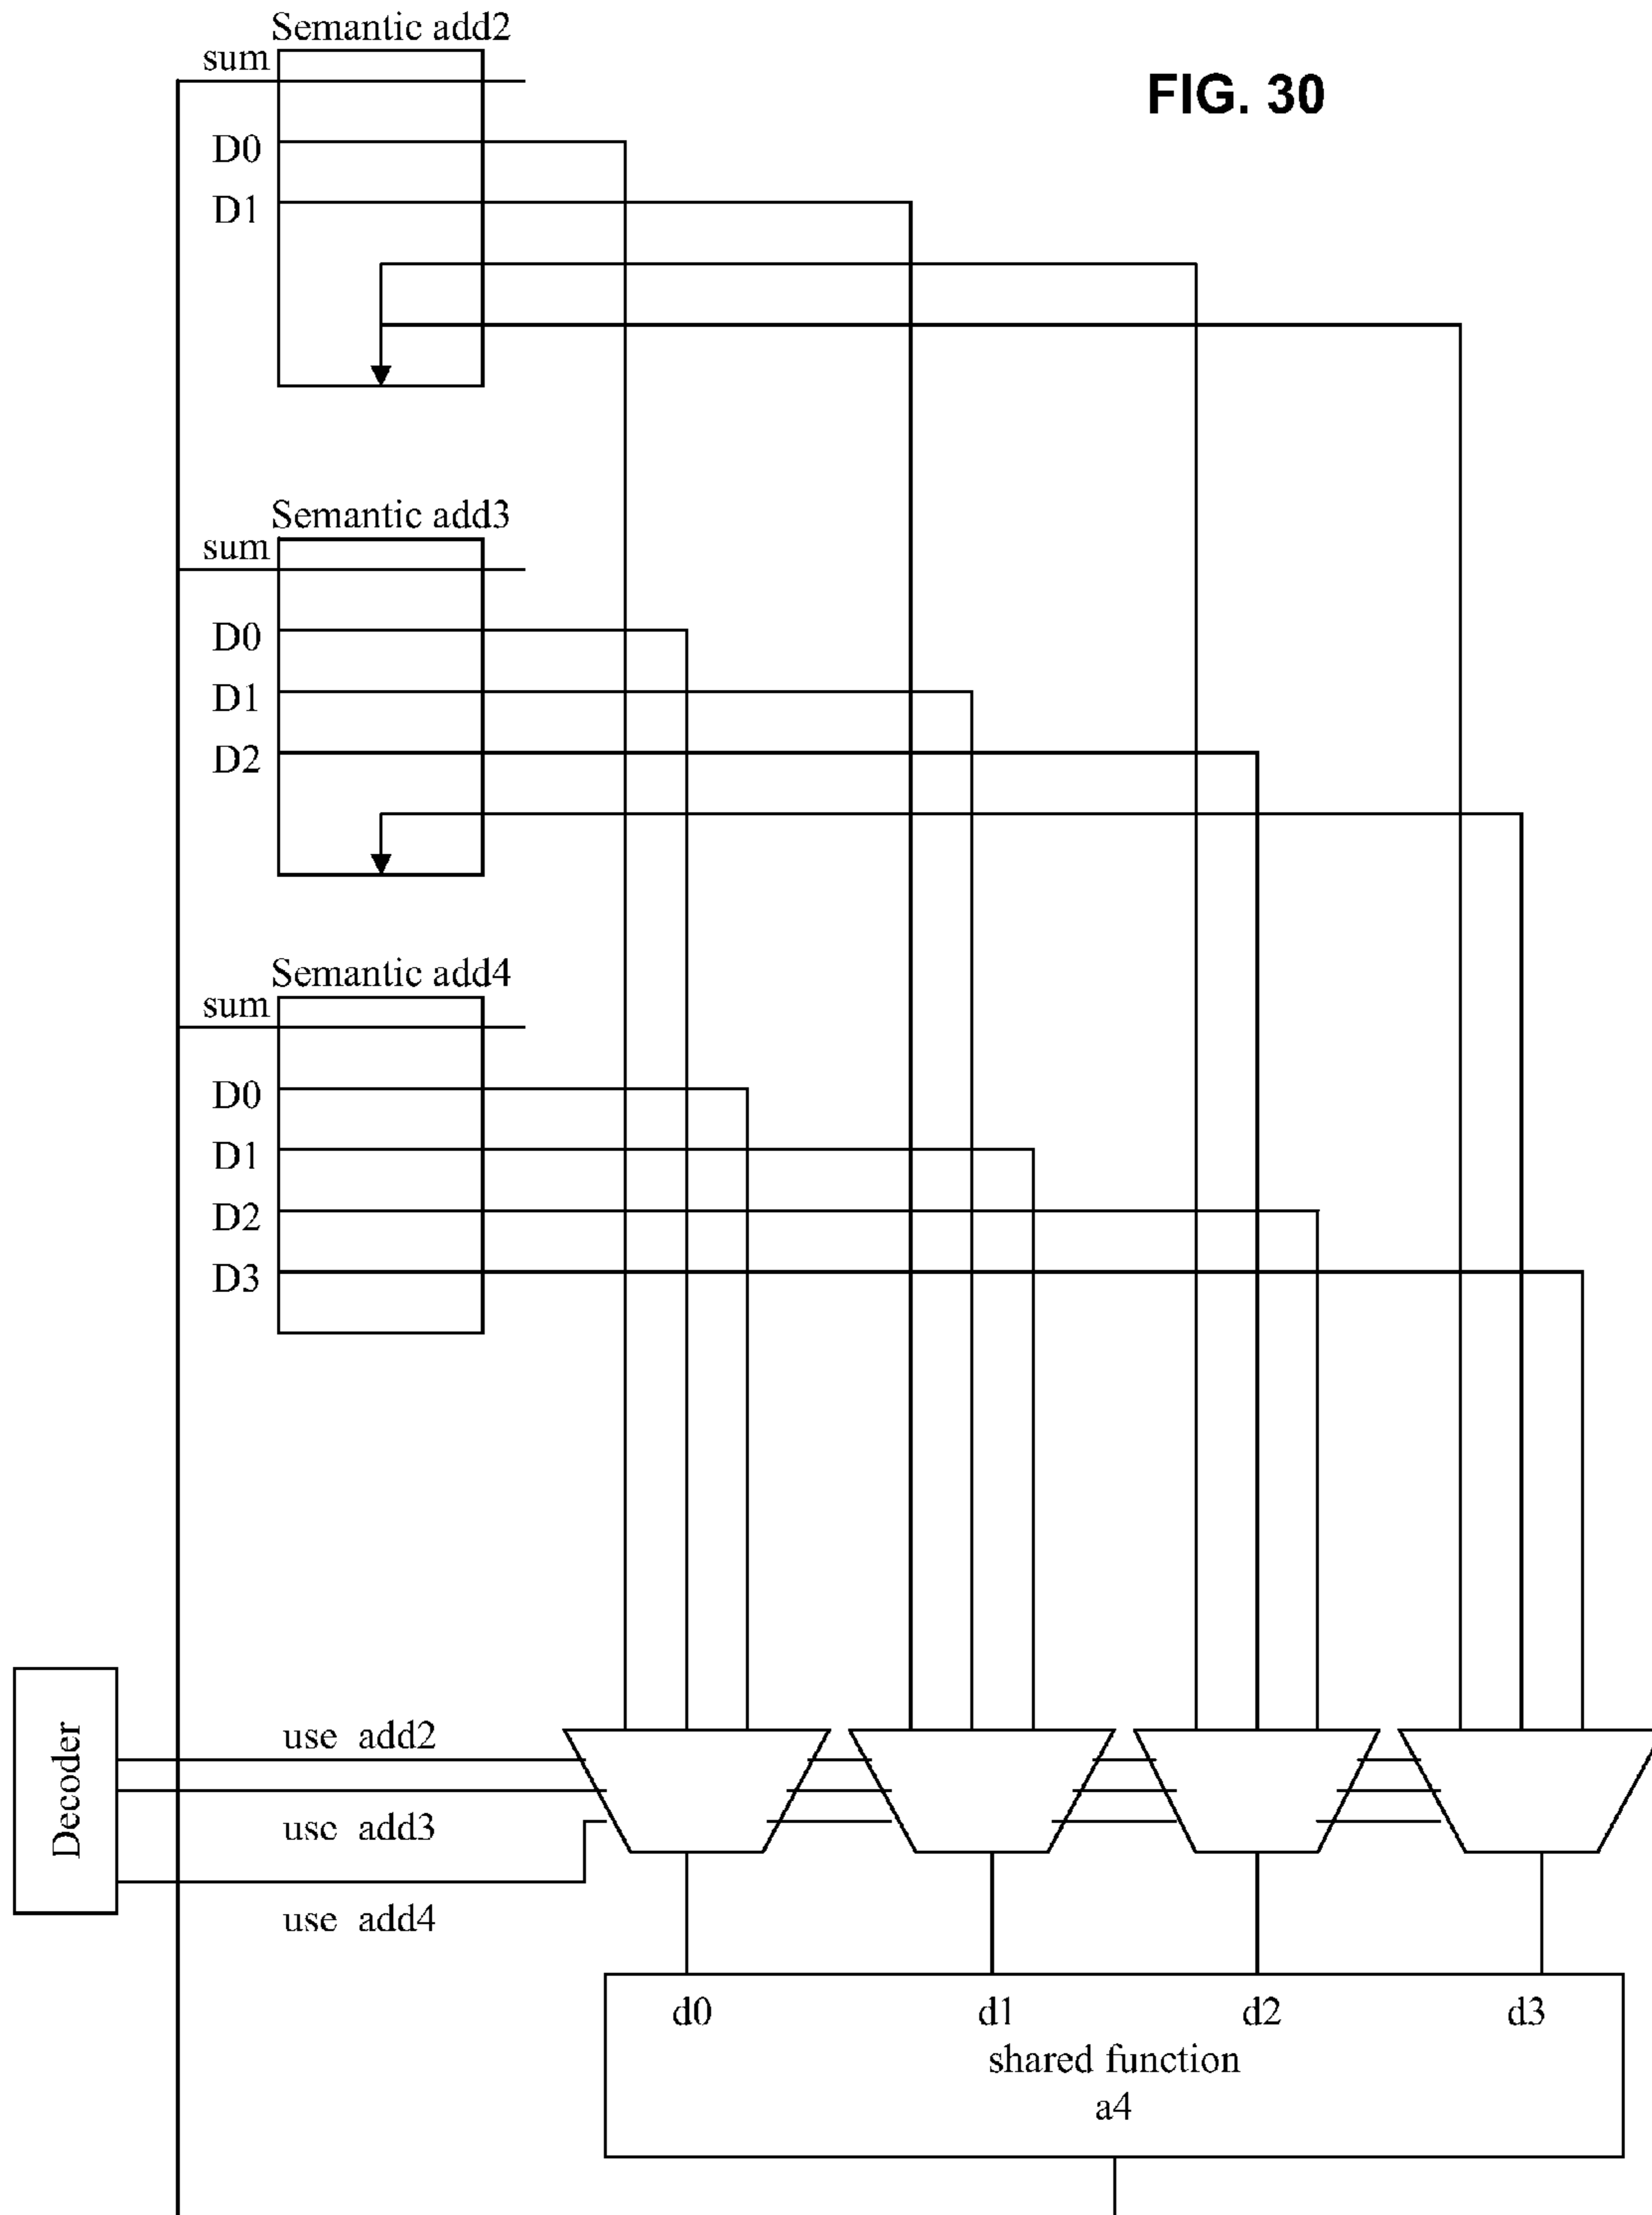 Semantic add2
FIG. 30
sum
D0
D1
Semantic add3
sum
D0
D1
D2
Semantic add4
sum
D0
D1
D2
D3
Decoder
use add2
use add3
use add4
d0 d1 d2 d3
shared function
a4